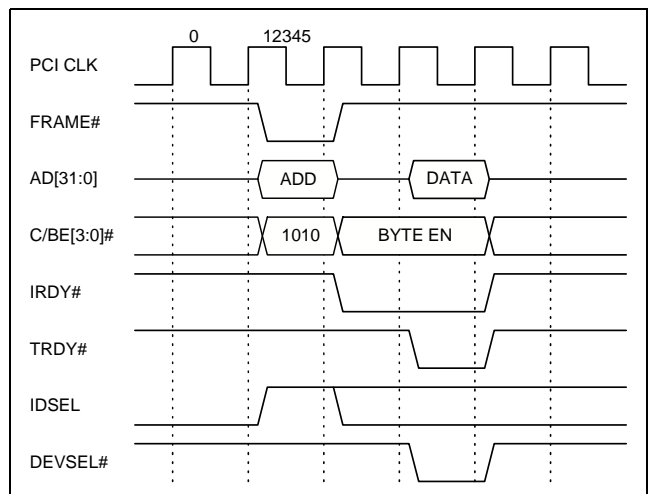 0 12345
PCI CLK
FRAME#
AD[31:0] ADD DATA
C/BE[3:0]# 1010 BYTE EN
IRDY#
TRDY#
IDSEL
DEVSEL#